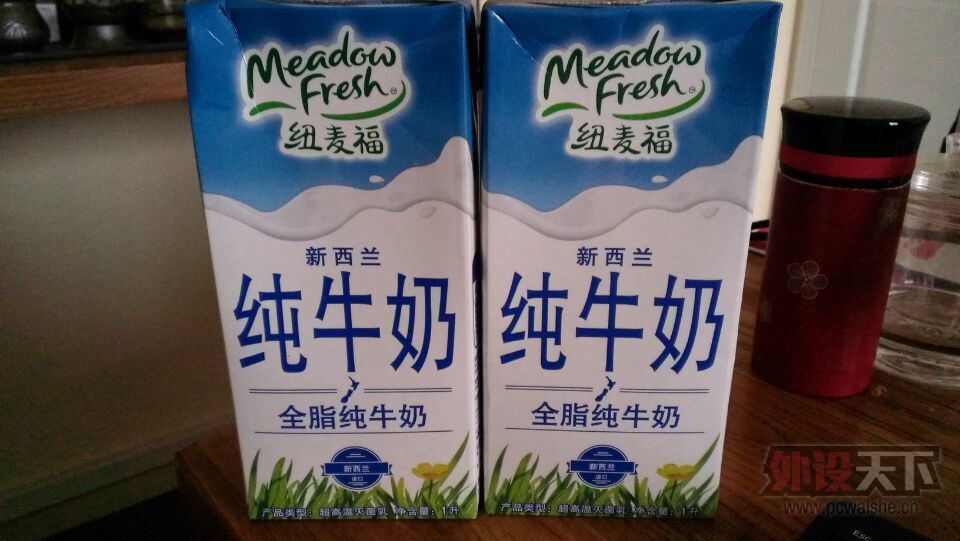 Meadow
Fresh
纽麦福
新西兰
纯牛奶
全脂纯牛奶
新西兰
进口
产品类型：超高温灭菌乳 净含量：1升
Meadow
Fresh
纽麦福
新西兰
纯牛奶
全脂纯牛奶
新西兰
进口
产品类型：超高温灭菌乳 净含量：1升
外设天下
www.pcwaishe.cn
ESC